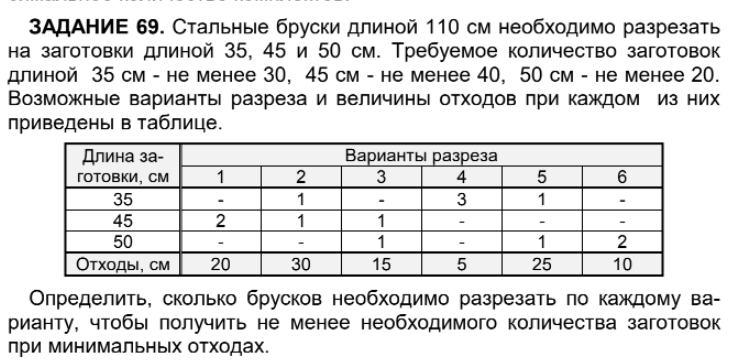 ЗАДАНИЕ 69. Стальные бруски длиной 110 см необходимо разрезать
на заготовки длиной 35, 45 и 50 см. Требуемое количество заготовок
длиной 35 см - не менее 30, 45 см - не менее 40, 50 см - не менее 20.
Возможные варианты разреза и величины отходов при каждом из них
приведены в таблице.
Длина за- Варианты разреза
готовки, см 1 2 3 4 5 6
35 - 1 - 3 1 -
45 2 1 1 - - -
50 - - 1 - 1 2
Отходы, см 20 30 15 5 25 10
Определить, сколько брусков необходимо разрезать по каждому ва-
рианту, чтобы получить не менее необходимого количества заготовок
при минимальных отходах.